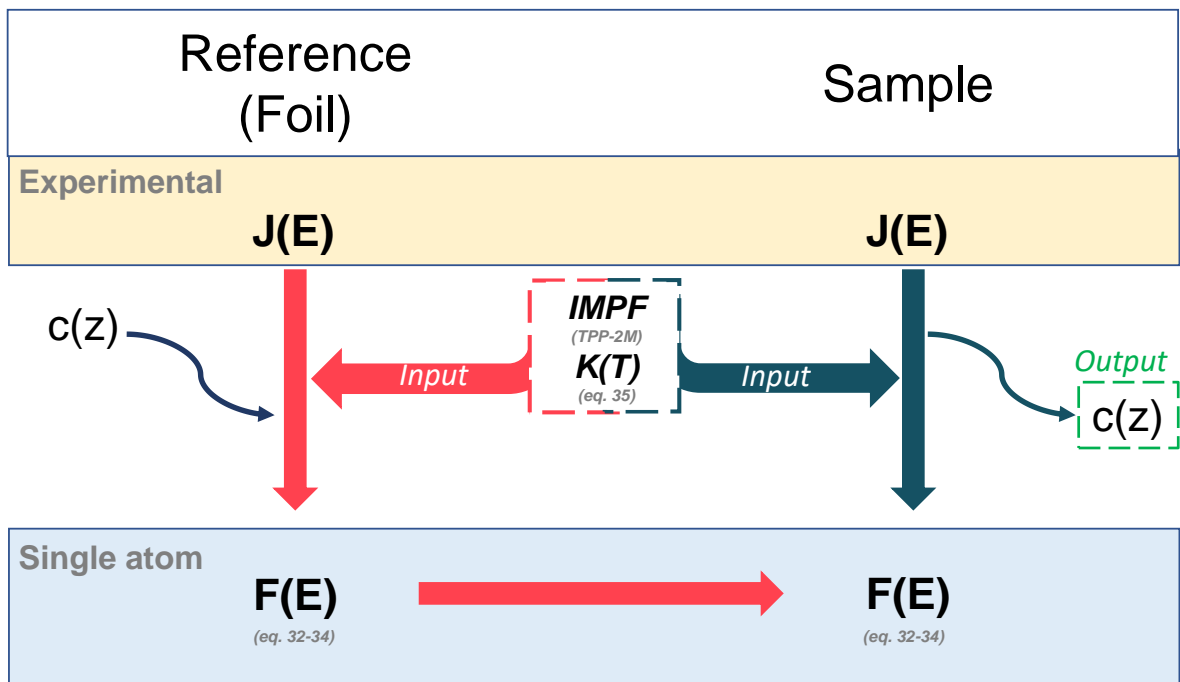 Reference
(Foil)
Sample
Experimental
J(E)
J(E)
c(z)
IMPF
(TPP-2M)
K(T)
(eq. 35)
Input
Input
Output
c(z)
Single atom
F(E)
(eq. 32-34)
F(E)
(eq. 32-34)